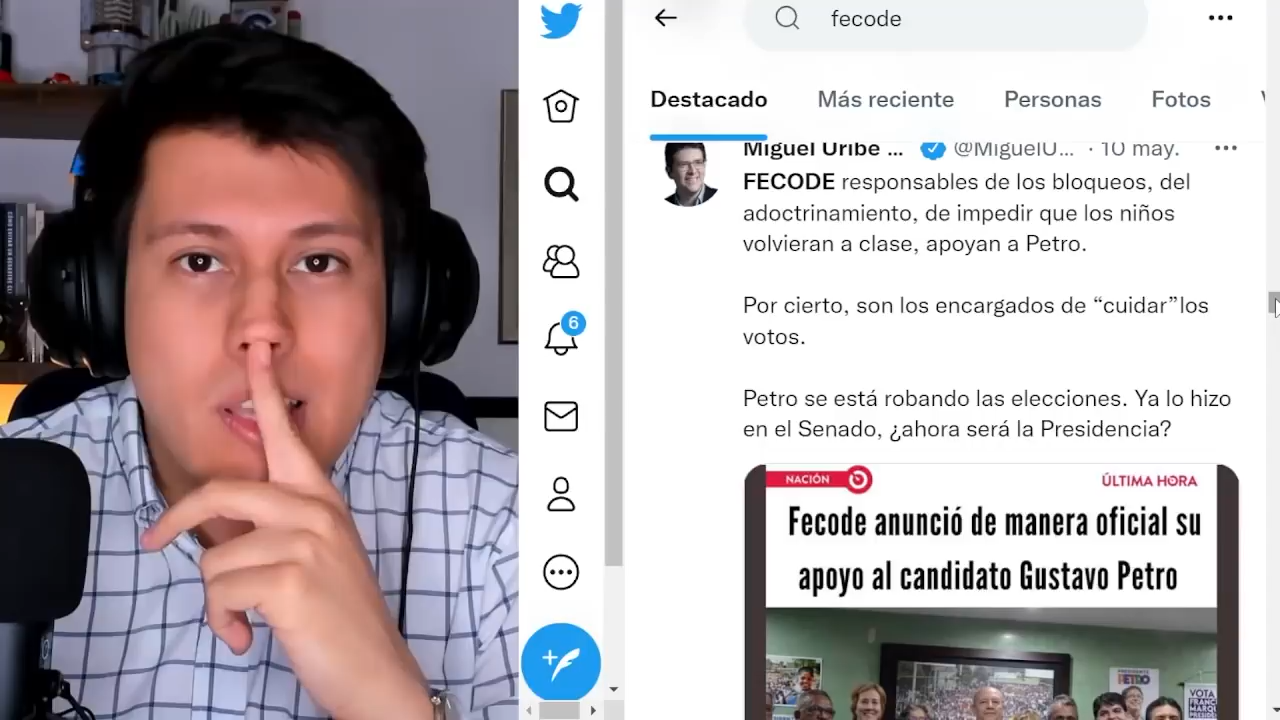 fecode
Destacado Más reciente Personas Fotos
Miguel Uribe ... @MiguelU... · 10 may.
FECODE responsables de los bloqueos, del
adoctrinamiento, de impedir que los niños
volvieran a clase, apoyan a Petro.
Por cierto, son los encargados de “cuidar”los
votos.
Petro se está robando las elecciones. Ya lo hizo
en el Senado, ¿ahora será la Presidencia?
6
NACIÓN
ÚLTIMA HORA
Fecode anunció de manera oficial su
apoyo al candidato Gustavo Petro
PETRO
VOTA